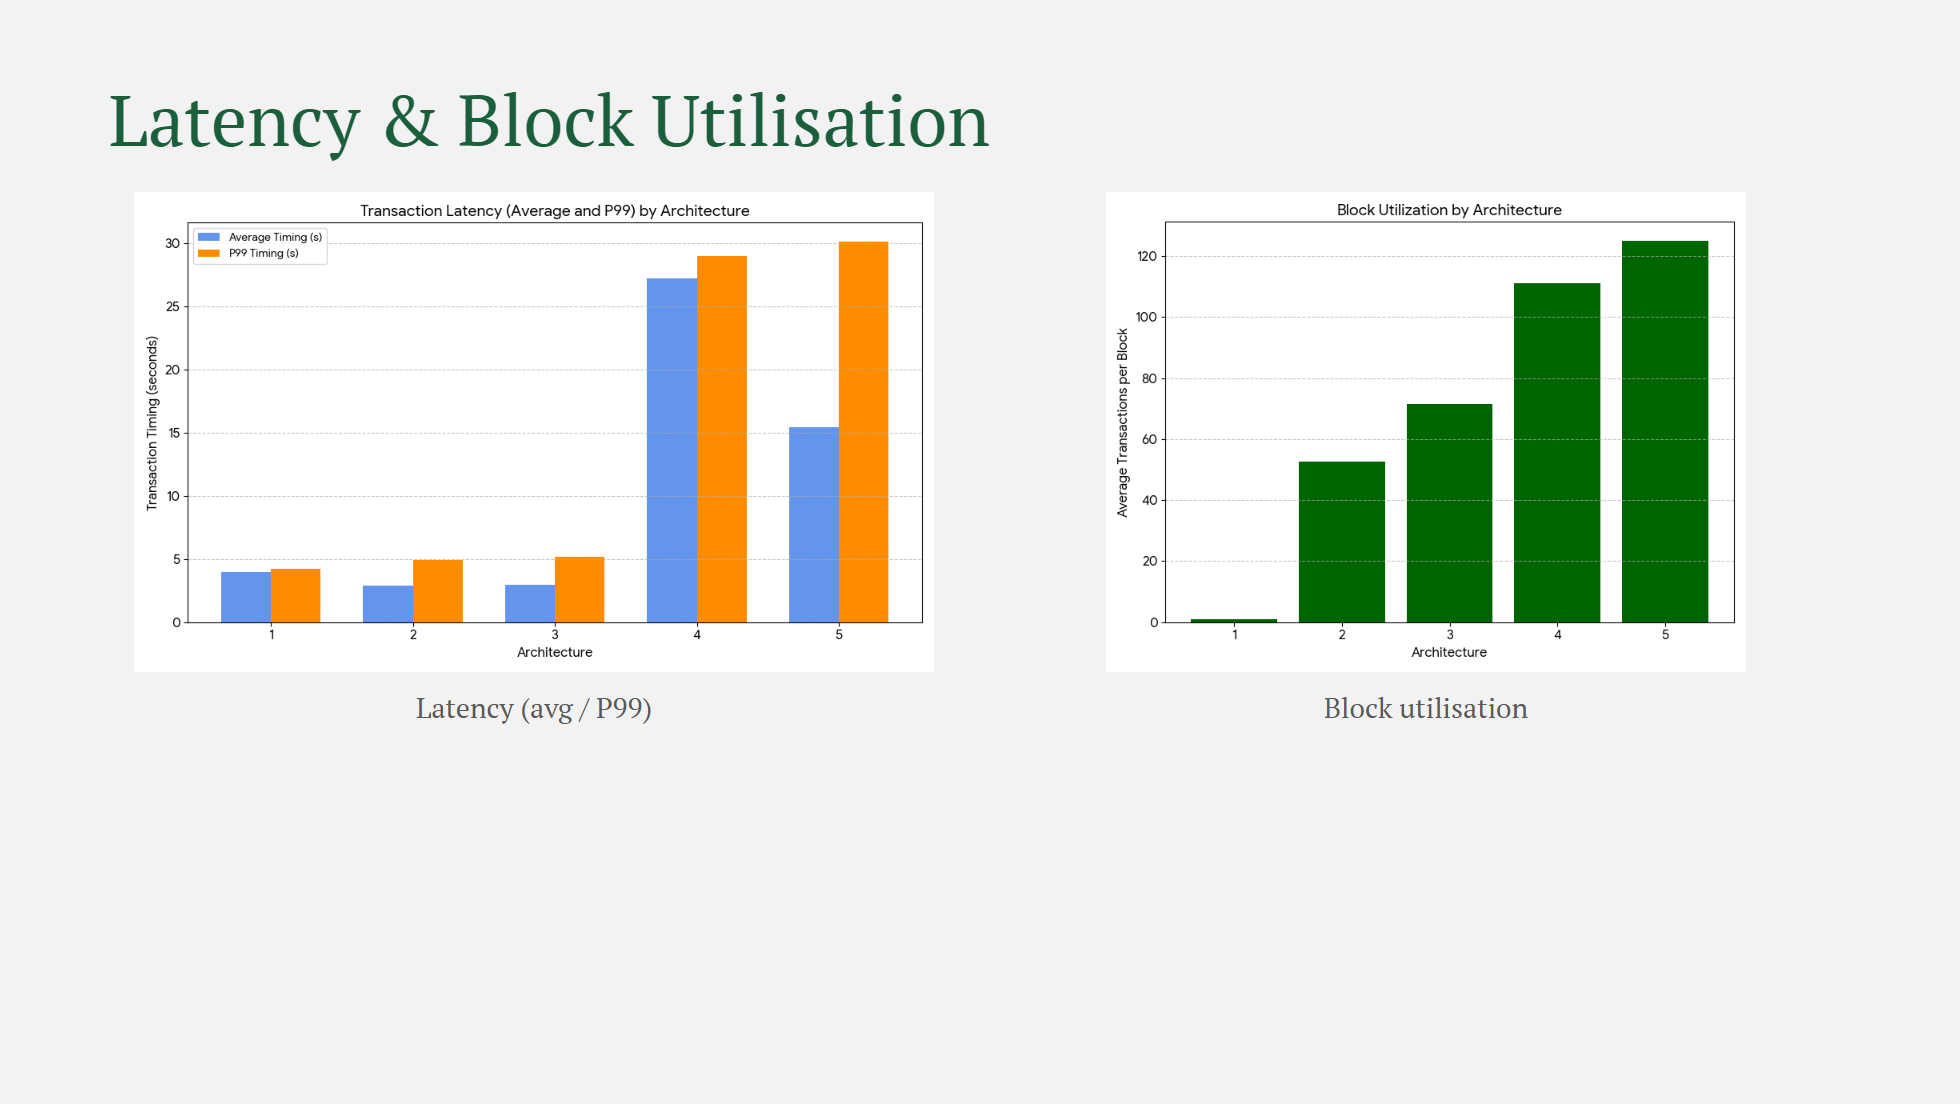 Latency & Block Utilisation
Transaction Latency (Average and P99) by Architecture
Average Timing (s)
P99 Timing (s)
Transaction Timing (seconds)
30
25
20
15
10
5
0
1 2 3 4 5
Architecture
Latency (avg / P99)
Block Utilization by Architecture
Average Transactions per Block
120
100
80
60
40
20
0
1 2 3 4 5
Architecture
Block utilisation